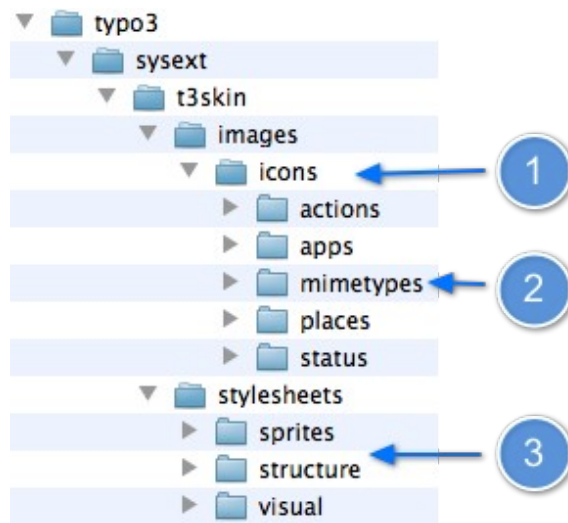 typo3
sysext
t3skin
images
icons
1
actions
apps
mimetypes
2
places
status
stylesheets
sprites
3
structure
visual